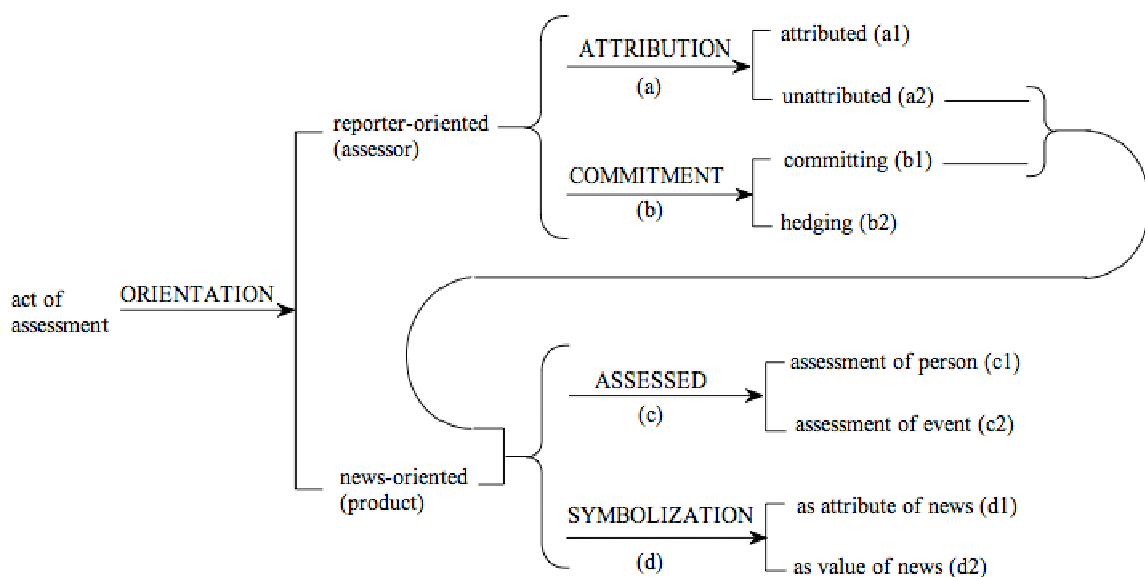 ATTRIBUTION
(a)
attributed (a1)
unattributed (a2)
reporter-oriented
(assessor)
COMMITMENT
(b)
committing (b1)
hedging (b2)
act of
assessment
ORIENTATION
ASSESSED
(c)
assessment of person (c1)
assessment of event (c2)
news-oriented
(product)
SYMBOLIZATION
(d)
as attribute of news (d1)
as value of news (d2)